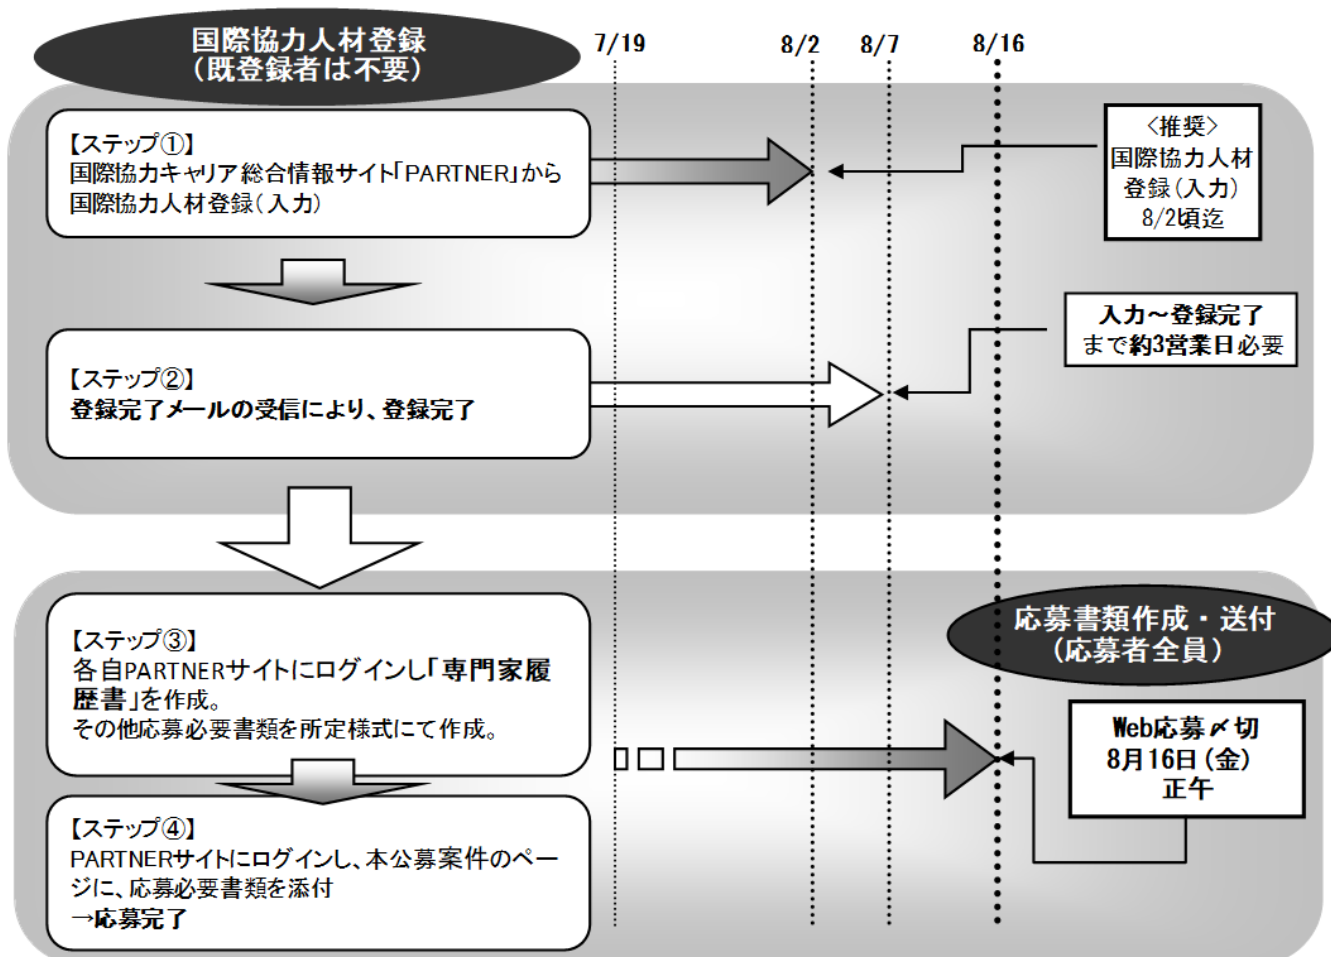 国際協力人材登録
（既登録者は不要）
7/19
8/2
8/7
8/16
【ステップ①】
国際協力キャリア総合情報サイト「PARTNER」から
国際協力人材登録（入力）
<推奨>
国際協力人材
登録（入力）
8/2頃迄
【ステップ②】
登録完了メールの受信により、登録完了
入力～登録完了
まで約3営業日必要
【ステップ③】
各自PARTNERサイトにログインし「専門家履
歴書」を作成。
その他応募必要書類を所定様式にて作成。
応募書類作成・送付
（応募者全員）
Web応募〆切
8月16日（金）
正午
【ステップ④】
PARTNERサイトにログインし、本公募案件のペー
ジに、応募必要書類を添付
→応募完了